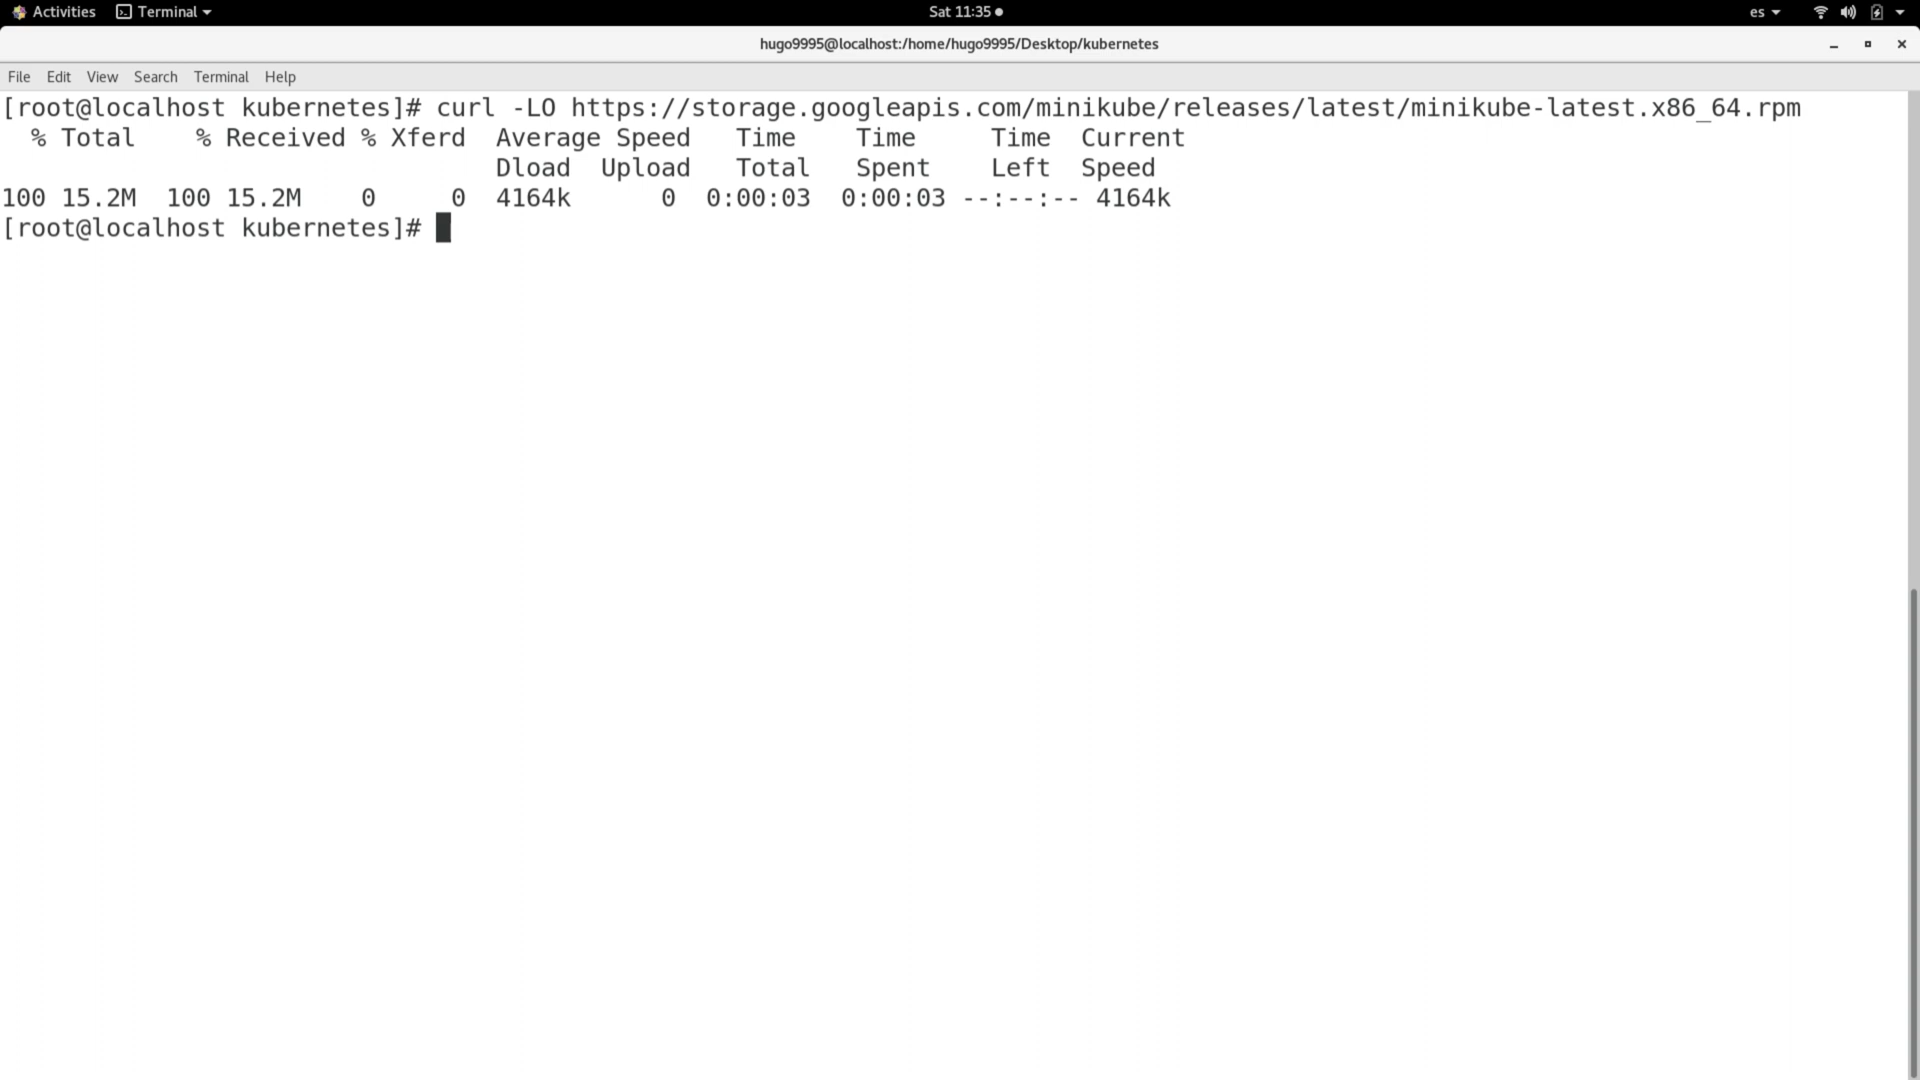 Activities Terminal Sat 11:35 es
hugo9995@localhost:/home/hugo9995/Desktop/kubernetes
File Edit View Search Terminal Help
[root@localhost kubernetes]# curl -LO https://storage.googleapis.com/minikube/releases/latest/minikube-latest.x86_64.rpm
  % Total    % Received % Xferd  Average Speed   Time    Time     Time  Current
                                 Dload  Upload   Total   Spent    Left  Speed
100 15.2M  100 15.2M    0     0  4164k      0  0:00:03  0:00:03 --:--:-- 4164k
[root@localhost kubernetes]#